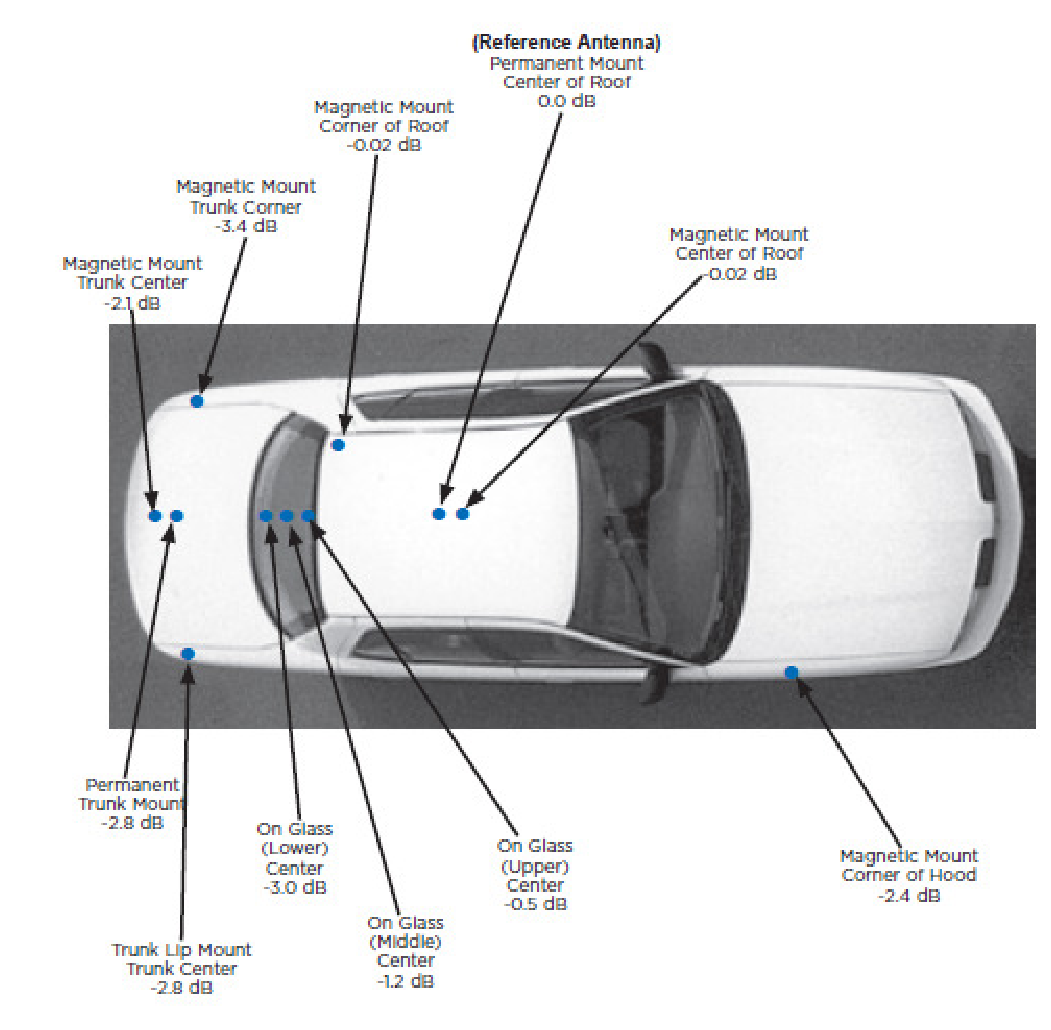 (Reference Antenna)
Permanent Mount
Center of Roof
0.0 dB
Magnetic Mount
Corner of Roof
-0.02 dB
Magnetic Mount
Trunk Corner
-3.4 dB
Magnetic Mount
Center of Roof
-0.02 dB
Magnetic Mount
Trunk Center
-2.1 dB
Permanent
Trunk Mount
-2.8 dB
On Glass
(Lower)
Center
-3.0 dB
On Glass
(Upper)
Center
-0.5 dB
Magnetic Mount
Corner of Hood
-2.4 dB
On Glass
(Middle)
Center
-1.2 dB
Trunk Lip Mount
Trunk Center
-2.8 dB